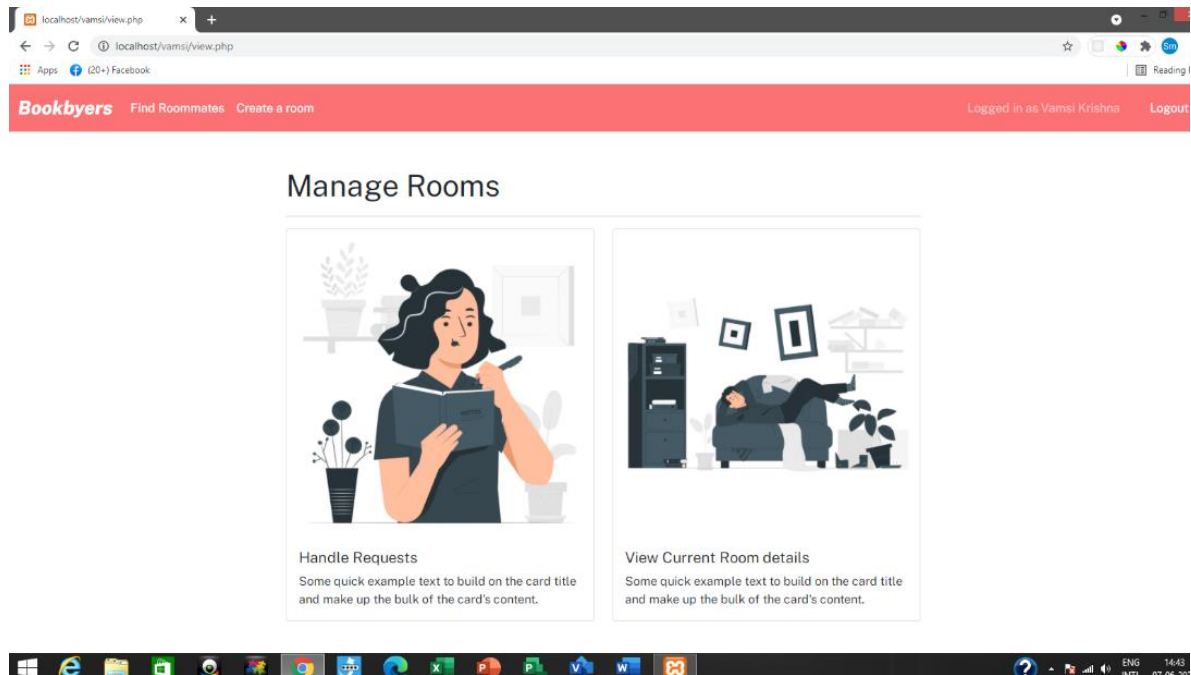 localhost/vamsi/view.php
localhost/vamsi/view.php
Apps (20+) Facebook Reading
Bookbyers Find Roommates Create a room Logged in as Vamsi Krishna Logout
Manage Rooms
Handle Requests
Some quick example text to build on the card title
and make up the bulk of the card's content.
View Current Room details
Some quick example text to build on the card title
and make up the bulk of the card's content.
ENG 14:43